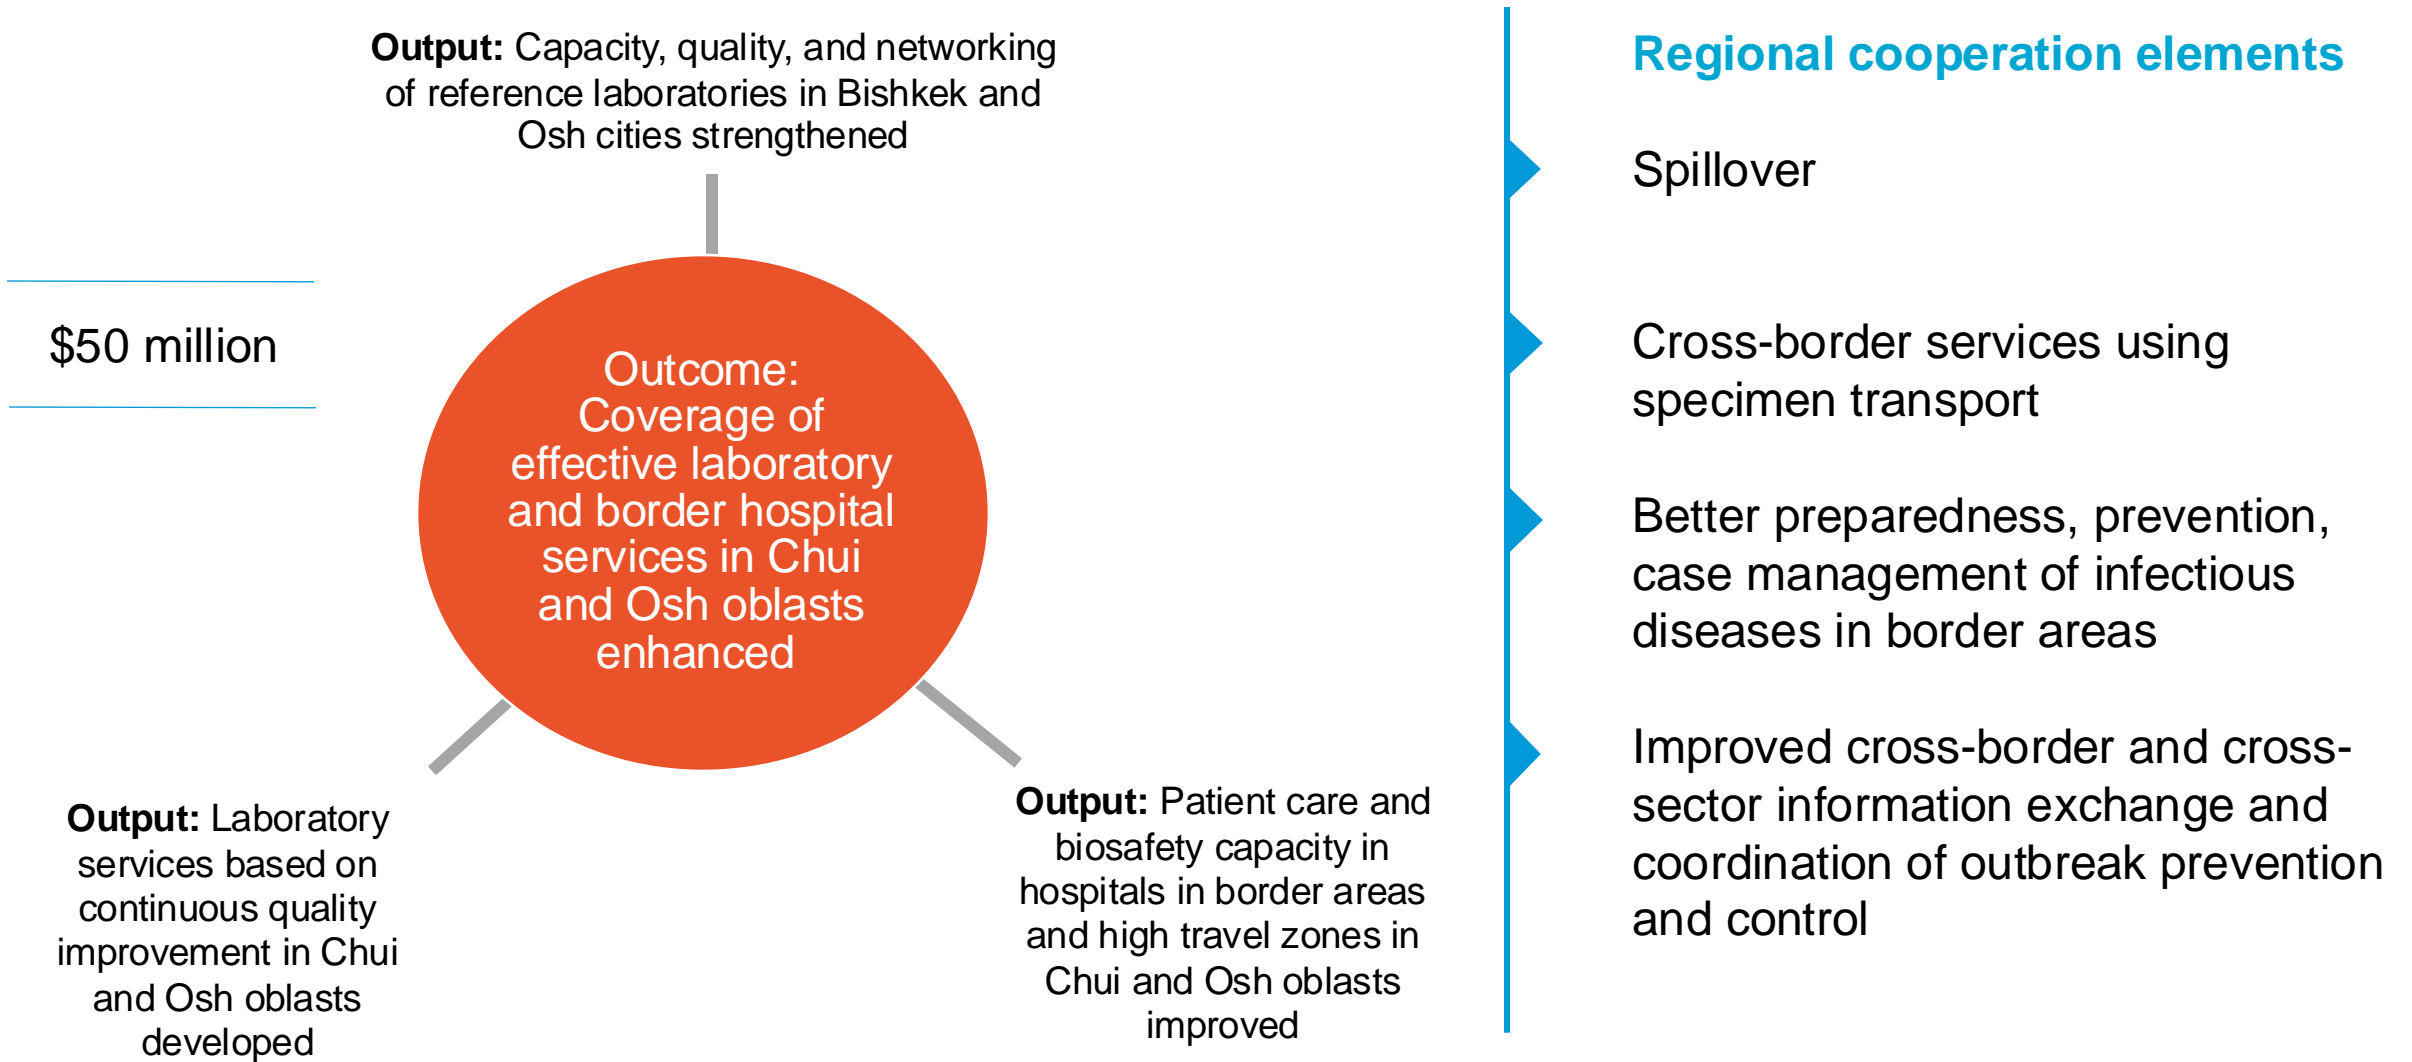 Output: Capacity, quality, and networking
of reference laboratories in Bishkek and
Osh cities strengthened
$50 million
Outcome:
Coverage of
effective laboratory
and border hospital
services in Chui
and Osh oblasts
enhanced
Output: Laboratory
services based on
continuous quality
improvement in Chui
and Osh oblasts
developed
Output: Patient care and
biosafety capacity in
hospitals in border areas
and high travel zones in
Chui and Osh oblasts
improved
Regional cooperation elements
Spillover
Cross-border services using
specimen transport
Better preparedness, prevention,
case management of infectious
diseases in border areas
Improved cross-border and cross-
sector information exchange and
coordination of outbreak prevention
and control